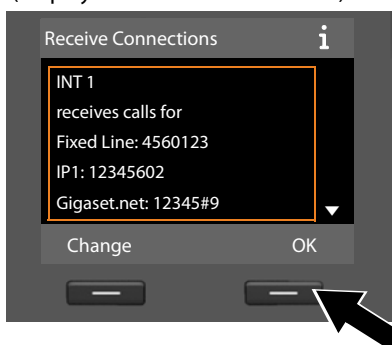 Receive Connections i
INT 1
receives calls for
Fixed Line: 4560123
IP1: 12345602
Gigaset.net: 12345#9
Change OK